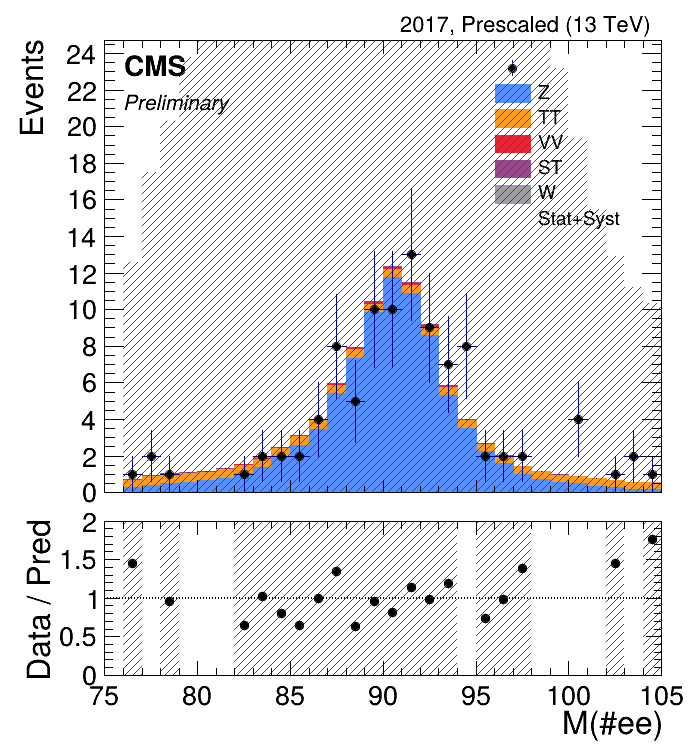 2017, Prescaled (13 TeV)
CMS
Preliminary
Events
24
22
20
18
16
14
12
10
8
6
4
2
0
Z
TT
VV
ST
W
Stat+Syst
Data / Pred
2
1.5
1
0.5
0
75 80 85 90 95 100 105
M(#ee)